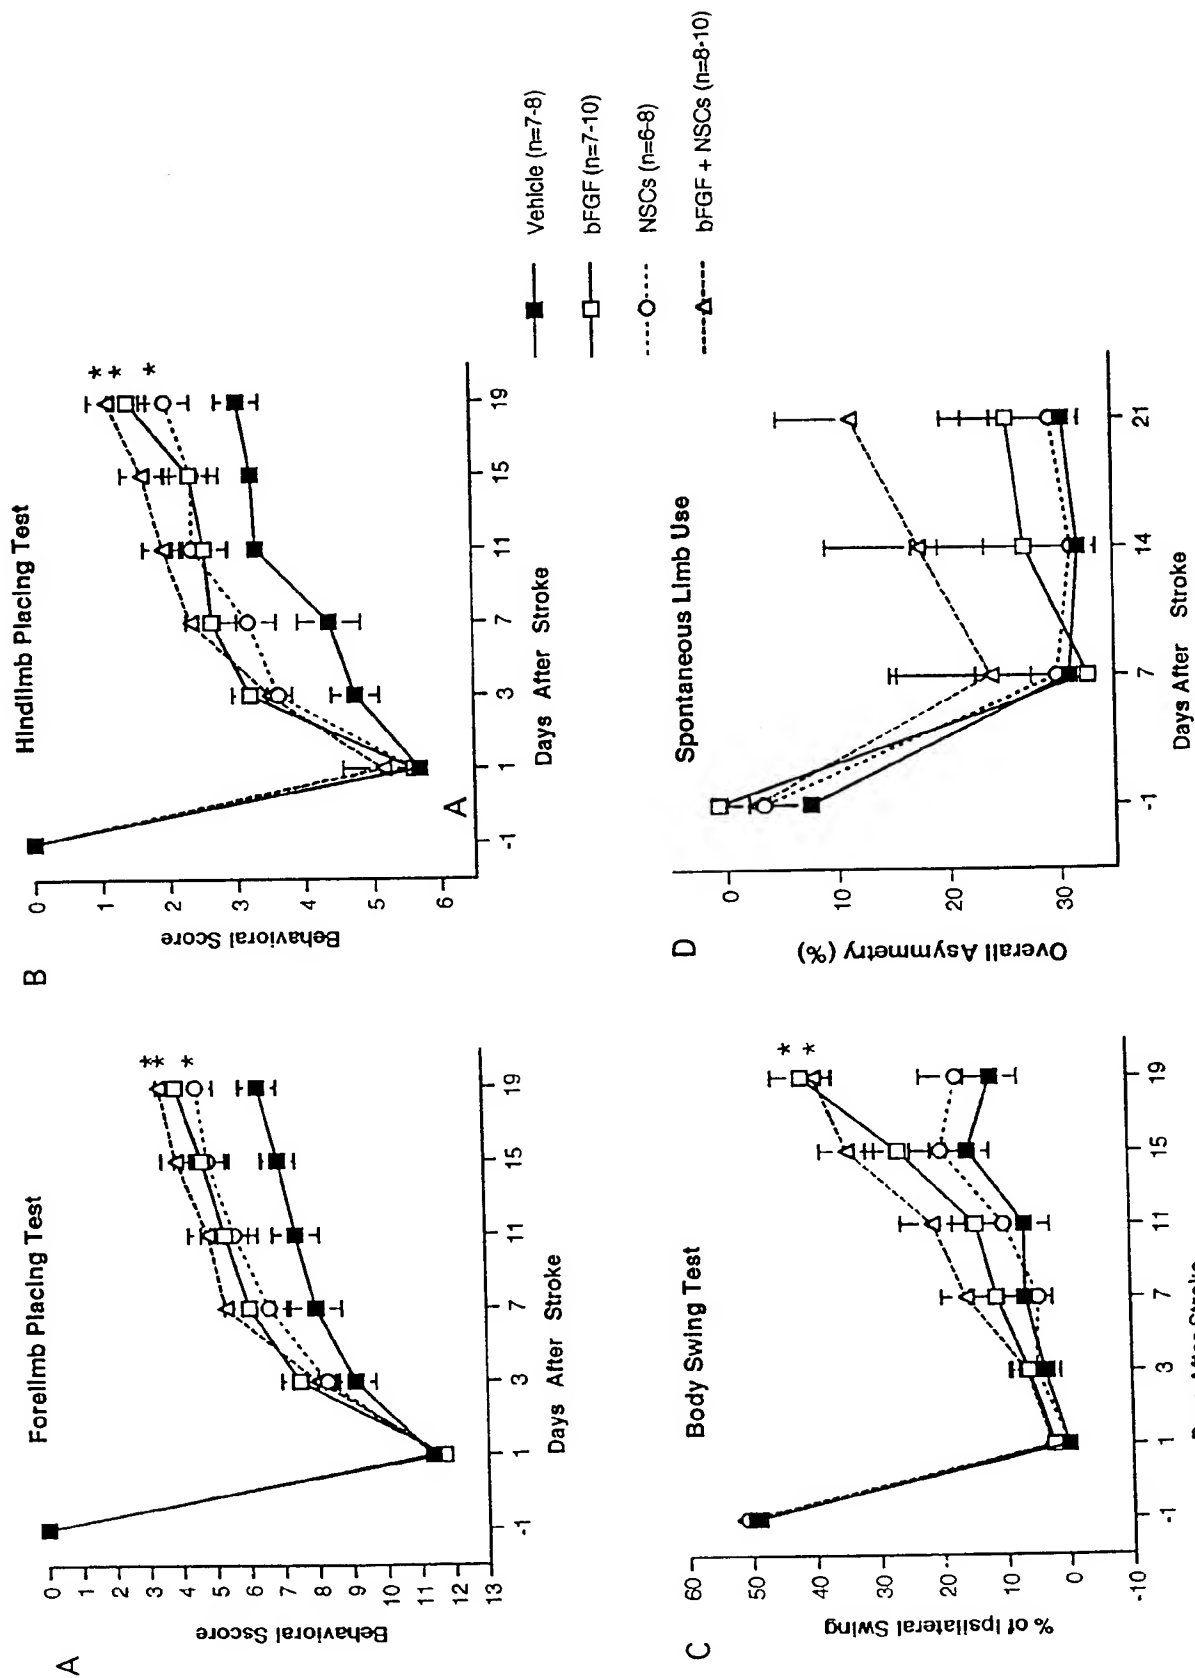 A
Forelimb Placing Test
Behavioral Sscore
0
1
2
3
4
5
6
7
8
9
10
11
12
13
-1 1 3 7 11 15 19
Days After Stroke
* * *
B
Hindlimb Placing Test
Behavioral Score
0
1
2
3
4
5
6
A
-1 1 3 7 11 15 19
Days After Stroke
* * *
Vehicle (n=7-8)
bFGF (n=7-10)
NSCs (n=6-8)
bFGF + NSCs (n=8-10)
C
Body Swing Test
% of Ipsilateral Swing
60
50
40
30
20
10
0
-10
-1 1 3 7 11 15 19
After Stroke
* *
D
Spontaneous Limb Use
Overall Asymmetry (%)
0
10
20
30
-1 7 14 21
Days After Stroke